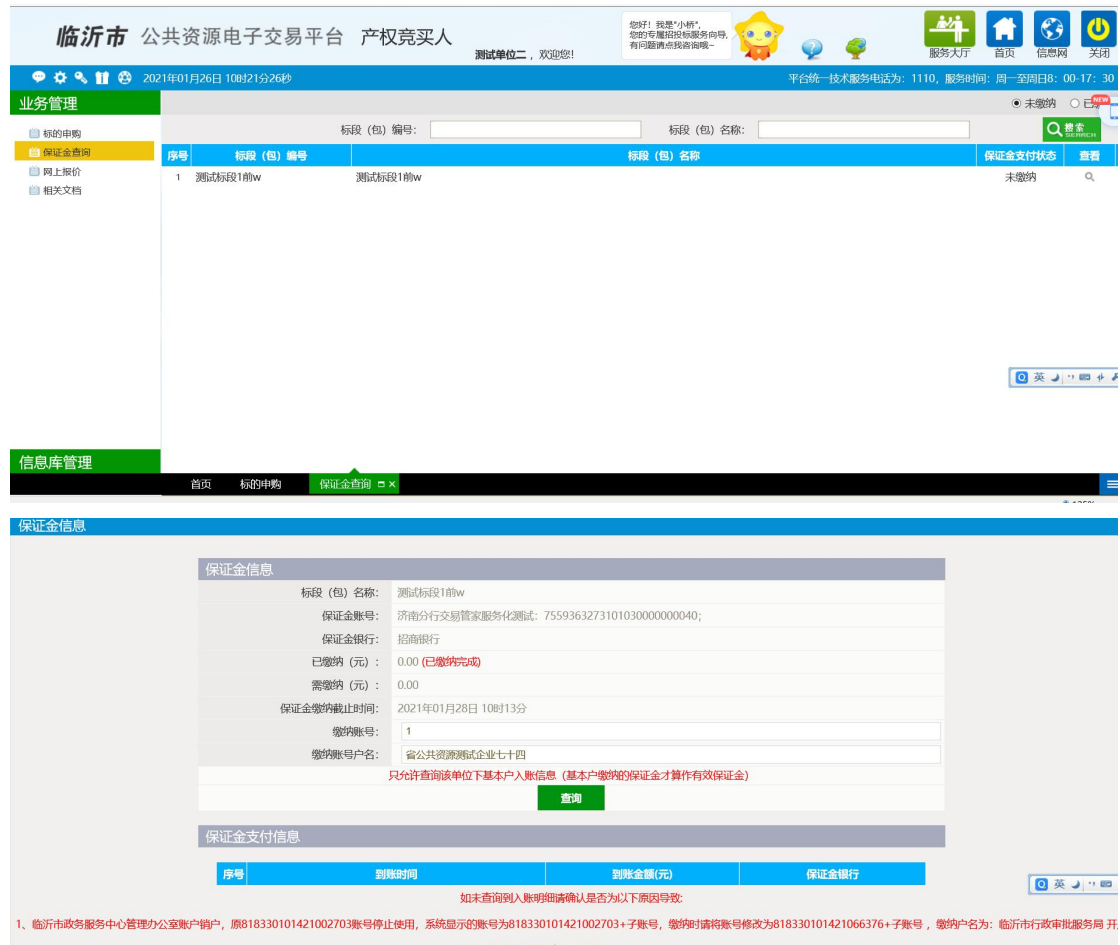 临沂市 公共资源电子交易平台 产权竞买人
测试单位二，欢迎您!
您好！我是"小桥",
您的专属招投标服务向导,
有问题请点我咨询哦~
服务大厅 首页 信息网 关闭
2021年01月26日 10时21分26秒
平台统一技术服务电话为：1110，服务时间：周一至周日8：00-17：30
业务管理
标的申购
保证金查询
网上报价
相关文档
未缴纳
NEW
标段（包）编号：
标段（包）名称：
搜索
SEARCH
序号 标段（包）编号 标段（包）名称 保证金支付状态 查看
1 测试标段1前w 测试标段1前w 未缴纳
英
信息库管理
首页 标的申购 保证金查询
保证金信息
保证金信息
标段（包）名称： 测试标段1前w
保证金账号： 济南分行交易管家服务化测试：7559363273101030000000040;
保证金银行： 招商银行
已缴纳（元）： 0.00 (已缴纳完成)
需缴纳（元）： 0.00
保证金缴纳截止时间： 2021年01月28日 10时13分
缴纳账号： 1
缴纳账号户名： 省公共资源测试企业七十四
只允许查询该单位下基本户入账信息（基本户缴纳的保证金才算作有效保证金）
查询
保证金支付信息
序号 到账时间 到账金额(元) 保证金银行
英
如未查询到入账明细请确认是否为以下原因导致:
1、临沂市政务服务中心管理办公室账户销户，原818330101421002703账号停止使用，系统显示的账号为818330101421002703+子账号，缴纳时请将账号修改为818330101421066376+子账号 ，缴纳户名为：临沂市行政审批服务局 开